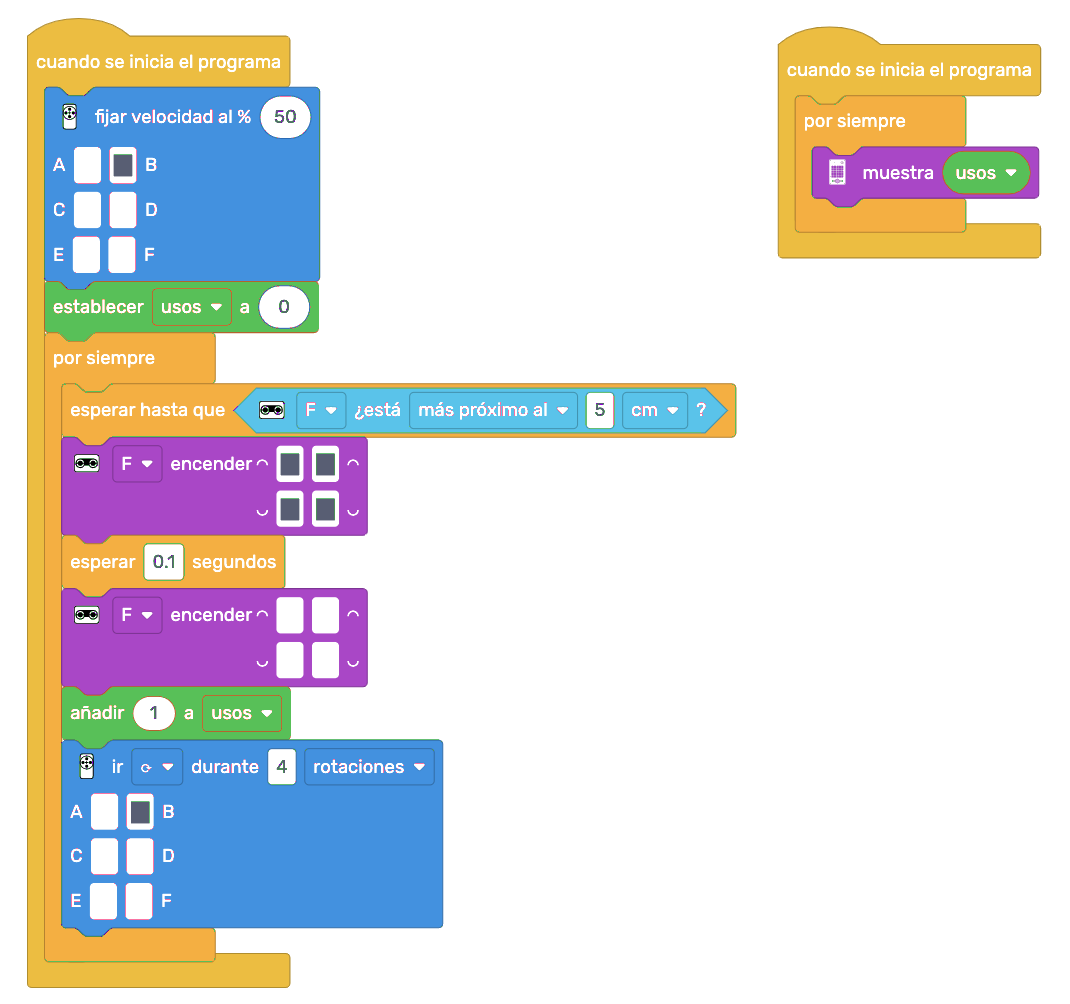 cuando se inicia el programa
fijar velocidad al % 50
A B
C D
E F
establecer usos a 0
por siempre
esperar hasta que F ¿está más próximo al 5 cm ?
F encender
esperar 0.1 segundos
F encender
añadir 1 a usos
ir durante 4 rotaciones
A B
C D
E F
cuando se inicia el programa
por siempre
muestra usos